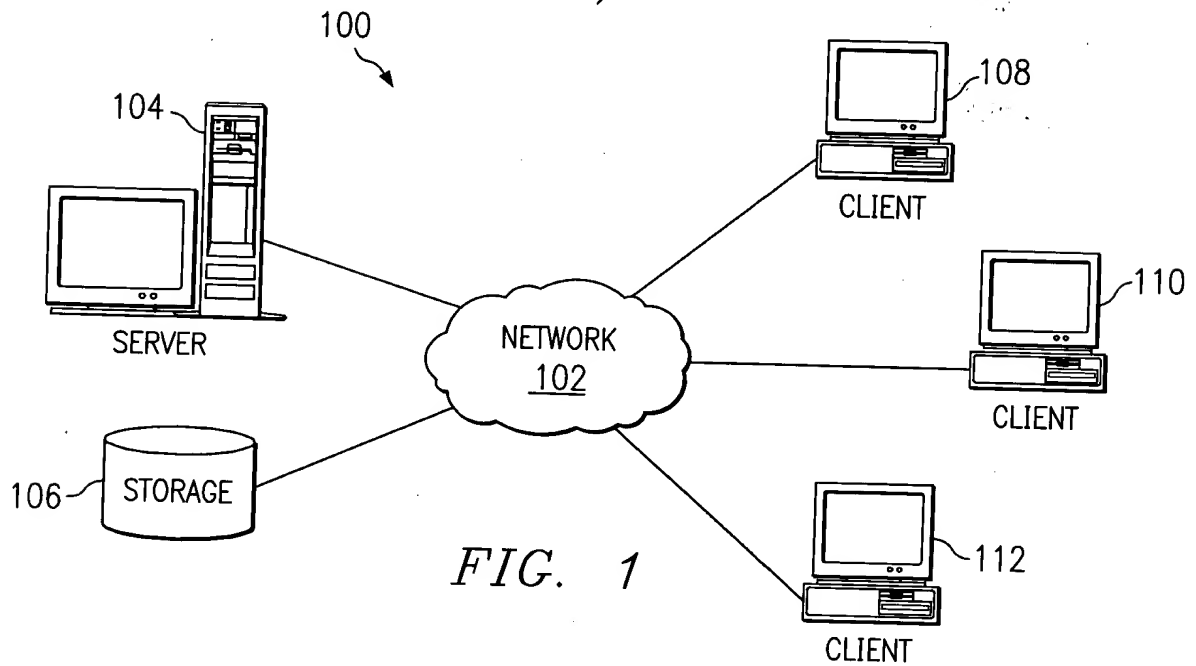 100
104
108
CLIENT
110
SERVER
NETWORK
102
CLIENT
106
STORAGE
112
FIG. 1
CLIENT